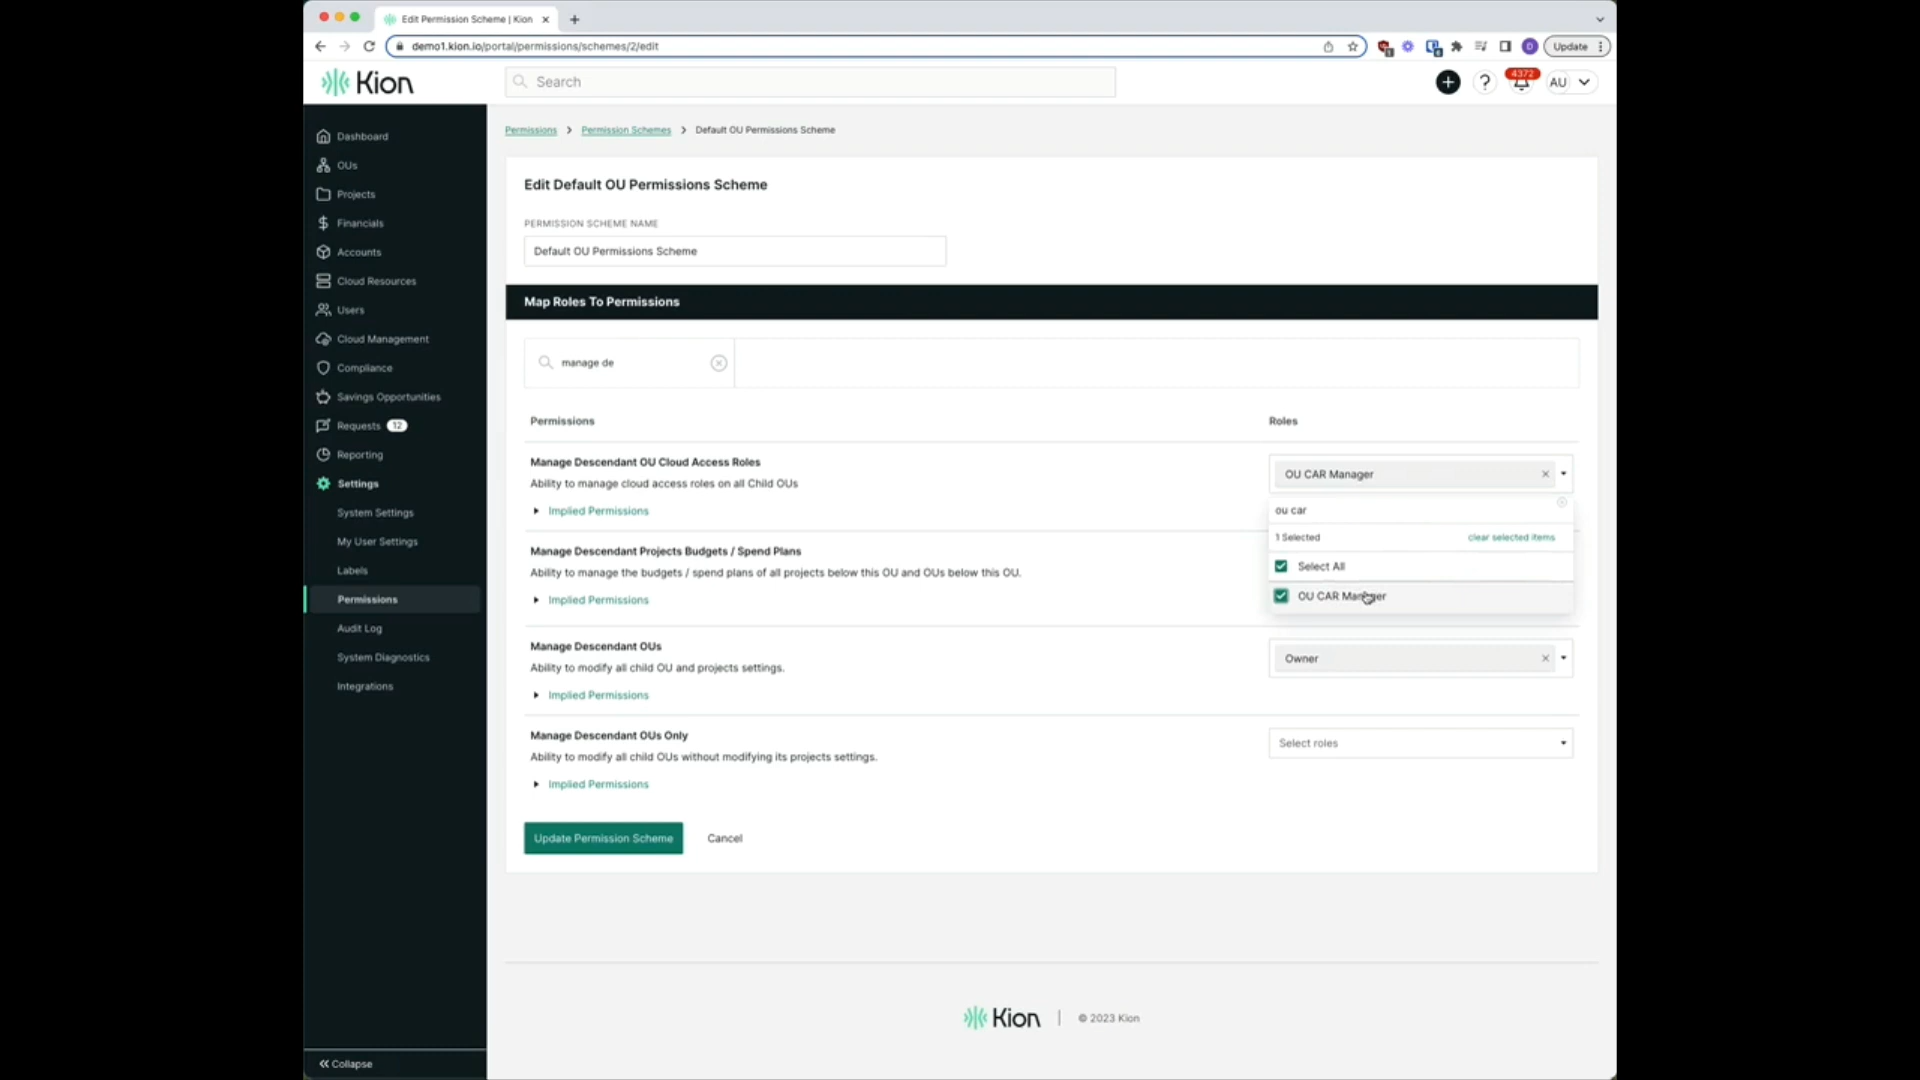 Edit Permission Scheme | Kion
demo1.kion.io/portal/permissions/schemes/2/edit
Update
Kion
Search
4372
AU
Dashboard
OUs
Projects
Financials
Accounts
Cloud Resources
Users
Cloud Management
Compliance
Savings Opportunities
Requests 12
Reporting
Settings
System Settings
My User Settings
Labels
Permissions
Audit Log
System Diagnostics
Integrations
Collapse
Permissions > Permission Schemes > Default OU Permissions Scheme
Edit Default OU Permissions Scheme
PERMISSION SCHEME NAME
Default OU Permissions Scheme
Map Roles To Permissions
manage de
Permissions
Roles
Manage Descendant OU Cloud Access Roles
Ability to manage cloud access roles on all Child OUs
Implied Permissions
OU CAR Manager
ou car
1 Selected
clear selected items
Select All
OU CAR Manager
Manage Descendant Projects Budgets / Spend Plans
Ability to manage the budgets / spend plans of all projects below this OU and OUs below this OU.
Implied Permissions
Manage Descendant OUs
Ability to modify all child OU and projects settings.
Implied Permissions
Owner
Manage Descendant OUs Only
Ability to modify all child OUs without modifying its projects settings.
Implied Permissions
Select roles
Update Permission Scheme
Cancel
Kion
© 2023 Kion